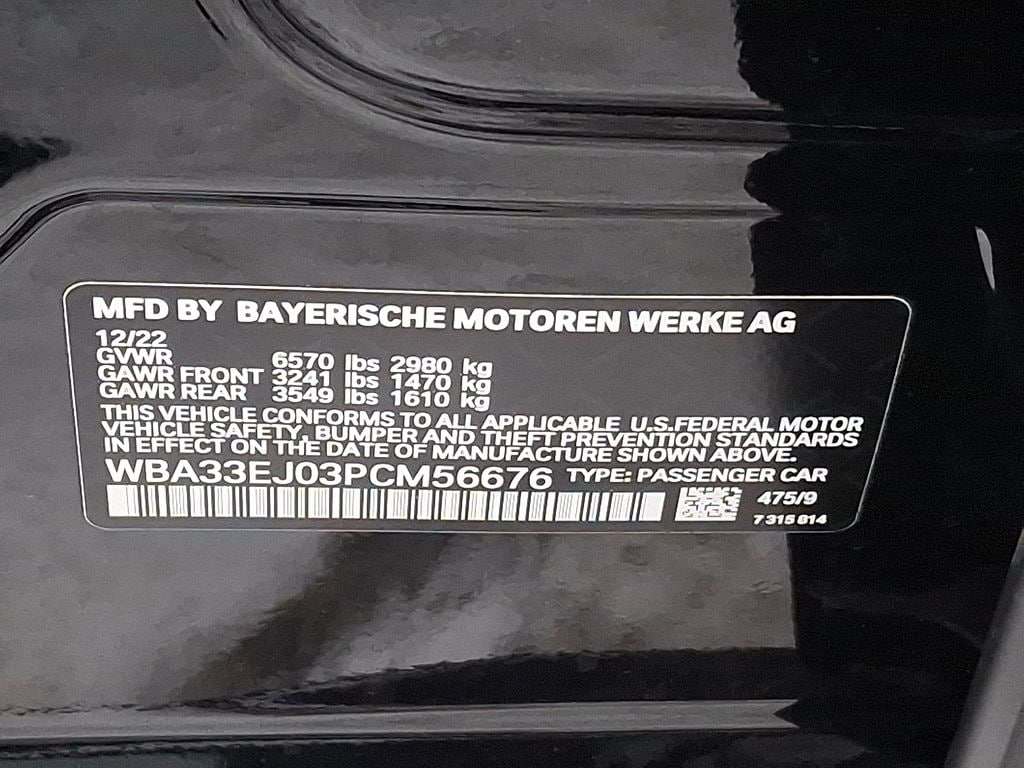 MFD BY BAYERISCHE MOTOREN WERKE AG
12/22
GVWR 6570 lbs 2980 kg
GAWR FRONT 3241 lbs 1470 kg
GAWR REAR 3549 lbs 1610 kg
THIS VEHICLE CONFORMS TO ALL APPLICABLE U.S.FEDERAL MOTOR
VEHICLE SAFETY, BUMPER AND THEFT PREVENTION STANDARDS
IN EFFECT ON THE DATE OF MANUFACTURE SHOWN ABOVE.
WBA33EJ03PCM56676 TYPE: PASSENGER CAR
475/9
7 315 814